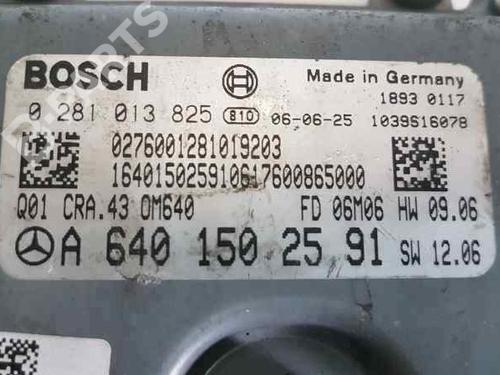 BOSCH Made in Germany
1893 0117
0 281 013 825 810 06-06-25 1039S16078
0276001281019203
164015025910617600865000
Q01 CRA.43 OM640 FD 06M06 HW 09.06
A 640 150 25 91 SW 12.06